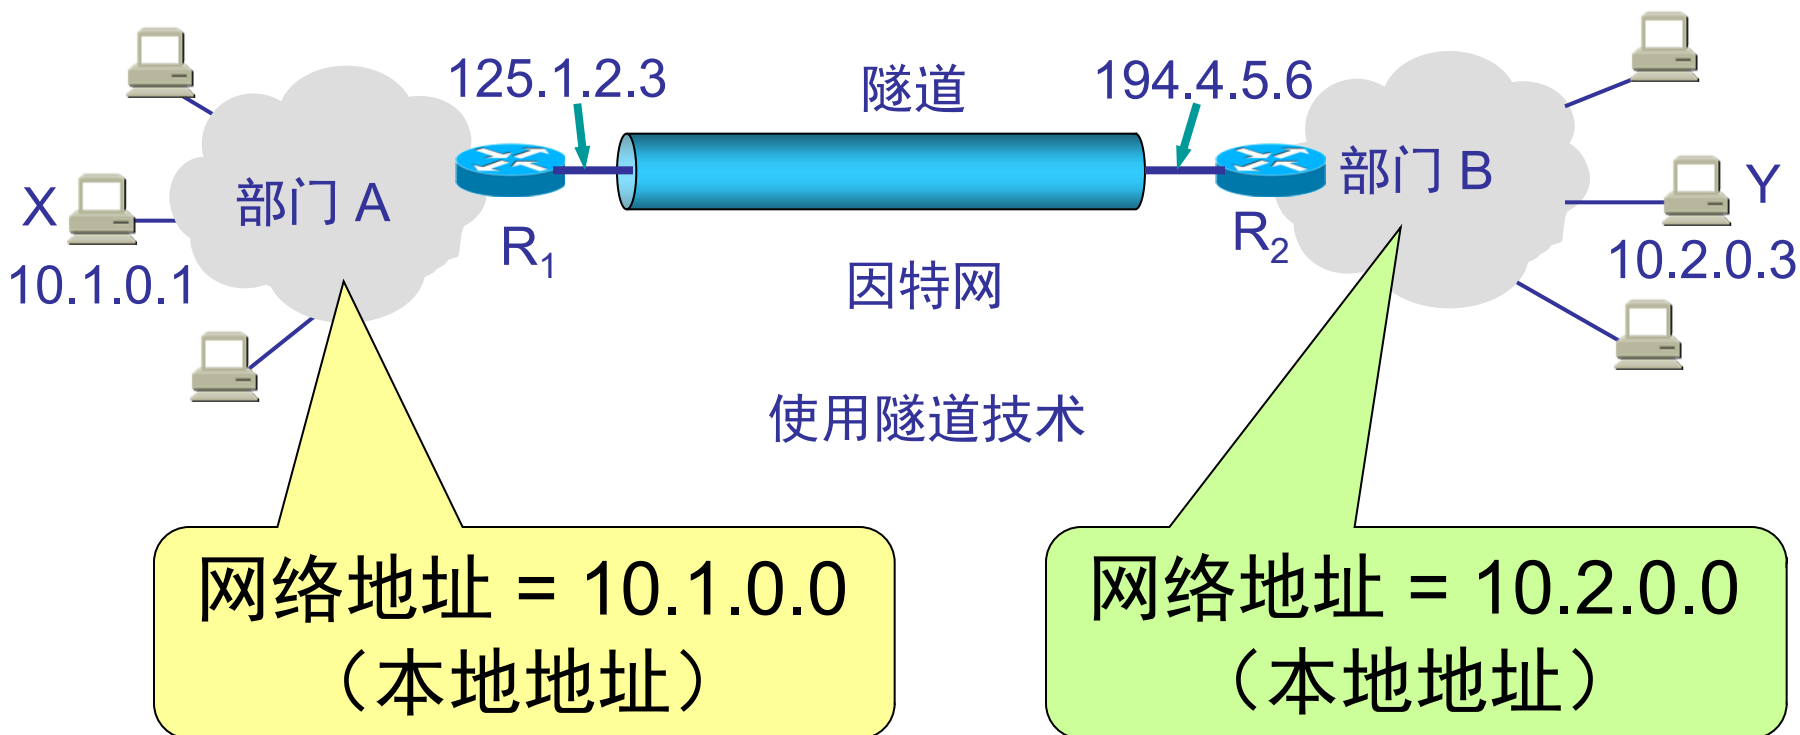 125.1.2.3
隧道
194.4.5.6
部门 A
部门 B
X
Y
R1
R2
10.1.0.1
10.2.0.3
因特网
使用隧道技术
网络地址 = 10.1.0.0
（本地地址）
网络地址 = 10.2.0.0
（本地地址）